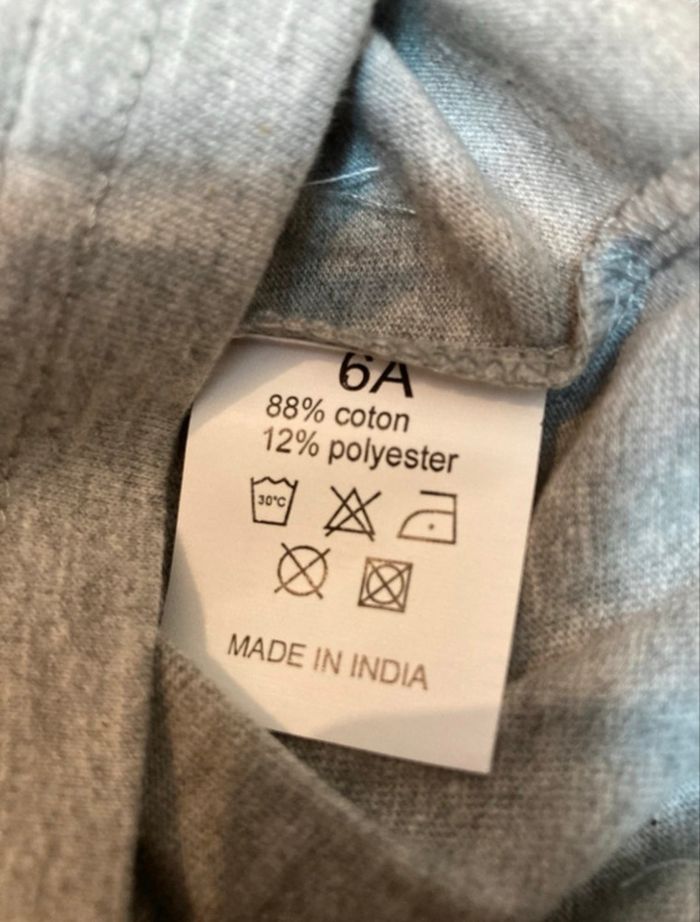 6A
88% coton
12% polyester
30°C
MADE IN INDIA